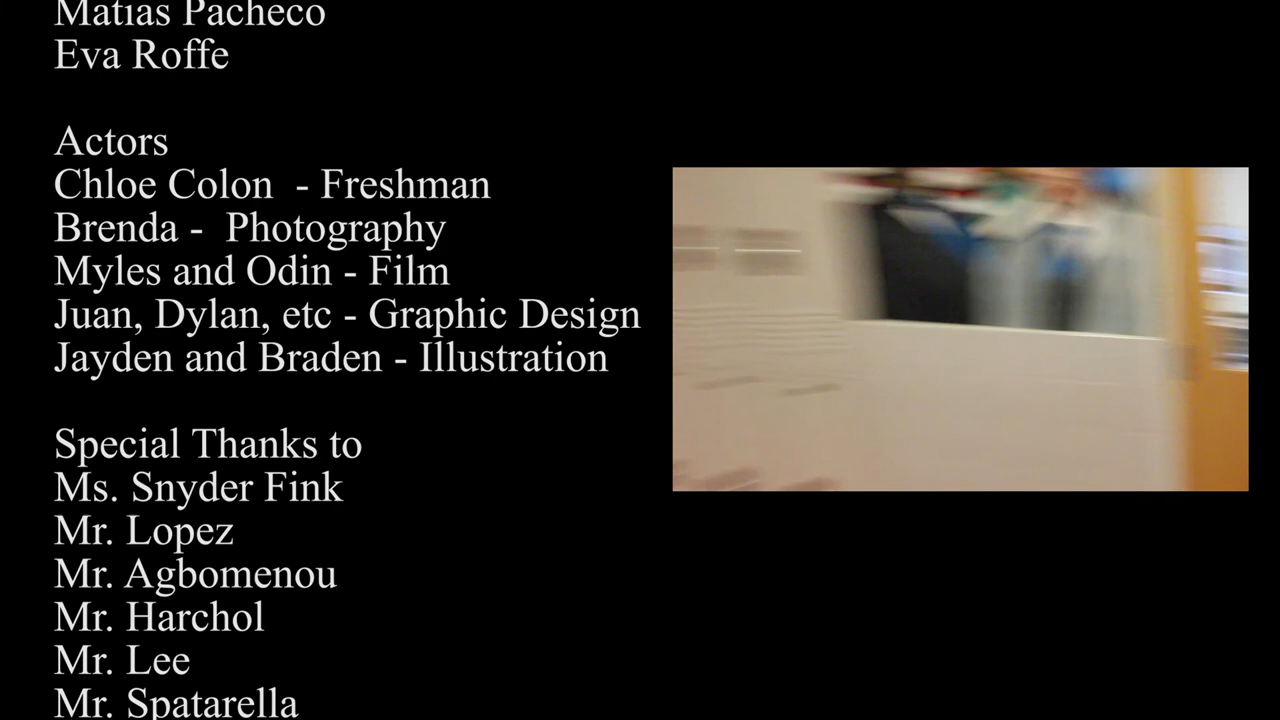 Matias Pacheco
Eva Roffe
Actors
Chloe Colon - Freshman
Brenda - Photography
Myles and Odin - Film
Juan, Dylan, etc - Graphic Design
Jayden and Braden - Illustration
Special Thanks to
Ms. Snyder Fink
Mr. Lopez
Mr. Agbomenou
Mr. Harchol
Mr. Lee
Mr. Spatarella